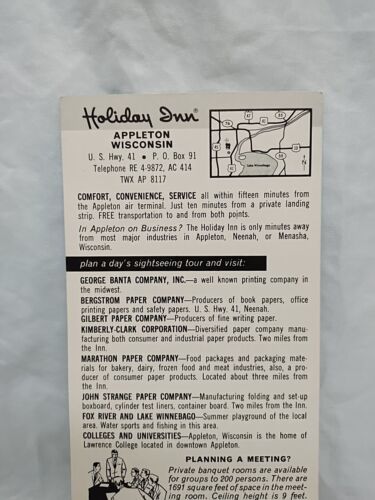 Holiday Inn®
APPLETON
WISCONSIN
U. S. Hwy. 41 • P. O. Box 91
Telephone RE 4-9872, AC 414
TWX AP 8117
COMFORT, CONVENIENCE, SERVICE all within fifteen minutes from
the Appleton air terminal. Just ten minutes from a private landing
strip. FREE transportation to and from both points.
In Appleton on Business? The Holiday Inn is only minutes away
from most major industries in Appleton, Neenah, or Menasha,
Wisconsin.
plan a day's sightseeing tour and visit:
GEORGE BANTA COMPANY, INC.—a well known printing company in
the midwest.
BERGSTROM PAPER COMPANY—Producers of book papers, office
printing papers and safety papers. U. S. Hwy. 41, Neenah.
GILBERT PAPER COMPANY—Producers of fine writing paper.
KIMBERLY-CLARK CORPORATION—Diversified paper company manu-
facturing both consumer and industrial paper products. Two miles from
the Inn.
MARATHON PAPER COMPANY—Food packages and packaging mate-
rials for bakery, dairy, frozen food and meat industries, also, a pro-
ducer of consumer paper products. Located about three miles from
the Inn.
JOHN STRANGE PAPER COMPANY—Manufacturing folding and set-up
boxboard, cylinder test liners, container board. Two miles from the Inn.
FOX RIVER AND LAKE WINNEBAGO—Summer playground of the local
area. Water sports and fishing in this area.
COLLEGES AND UNIVERSITIES—Appleton, Wisconsin is the home of
Lawrence College located in downtown Appleton.
PLANNING A MEETING?
Private banquet rooms are available
for groups to 200 persons. There are
1691 square feet of space in the meet-
ing room. Ceiling height is 9 feet.